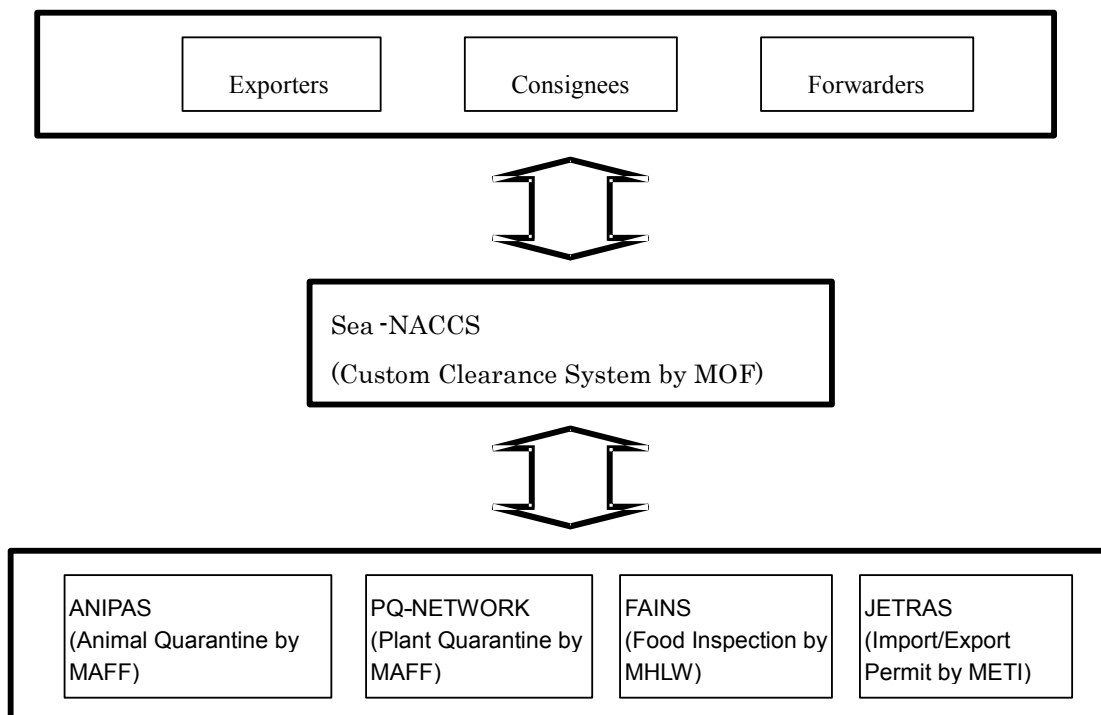 Exporters
Consignees
Forwarders
Sea -NACCS
(Custom Clearance System by MOF)
ANIPAS
(Animal Quarantine by
MAFF)
PQ-NETWORK
(Plant Quarantine by
MAFF)
FAINS
(Food Inspection by
MHLW)
JETRAS
(Import/Export
Permit by METI)